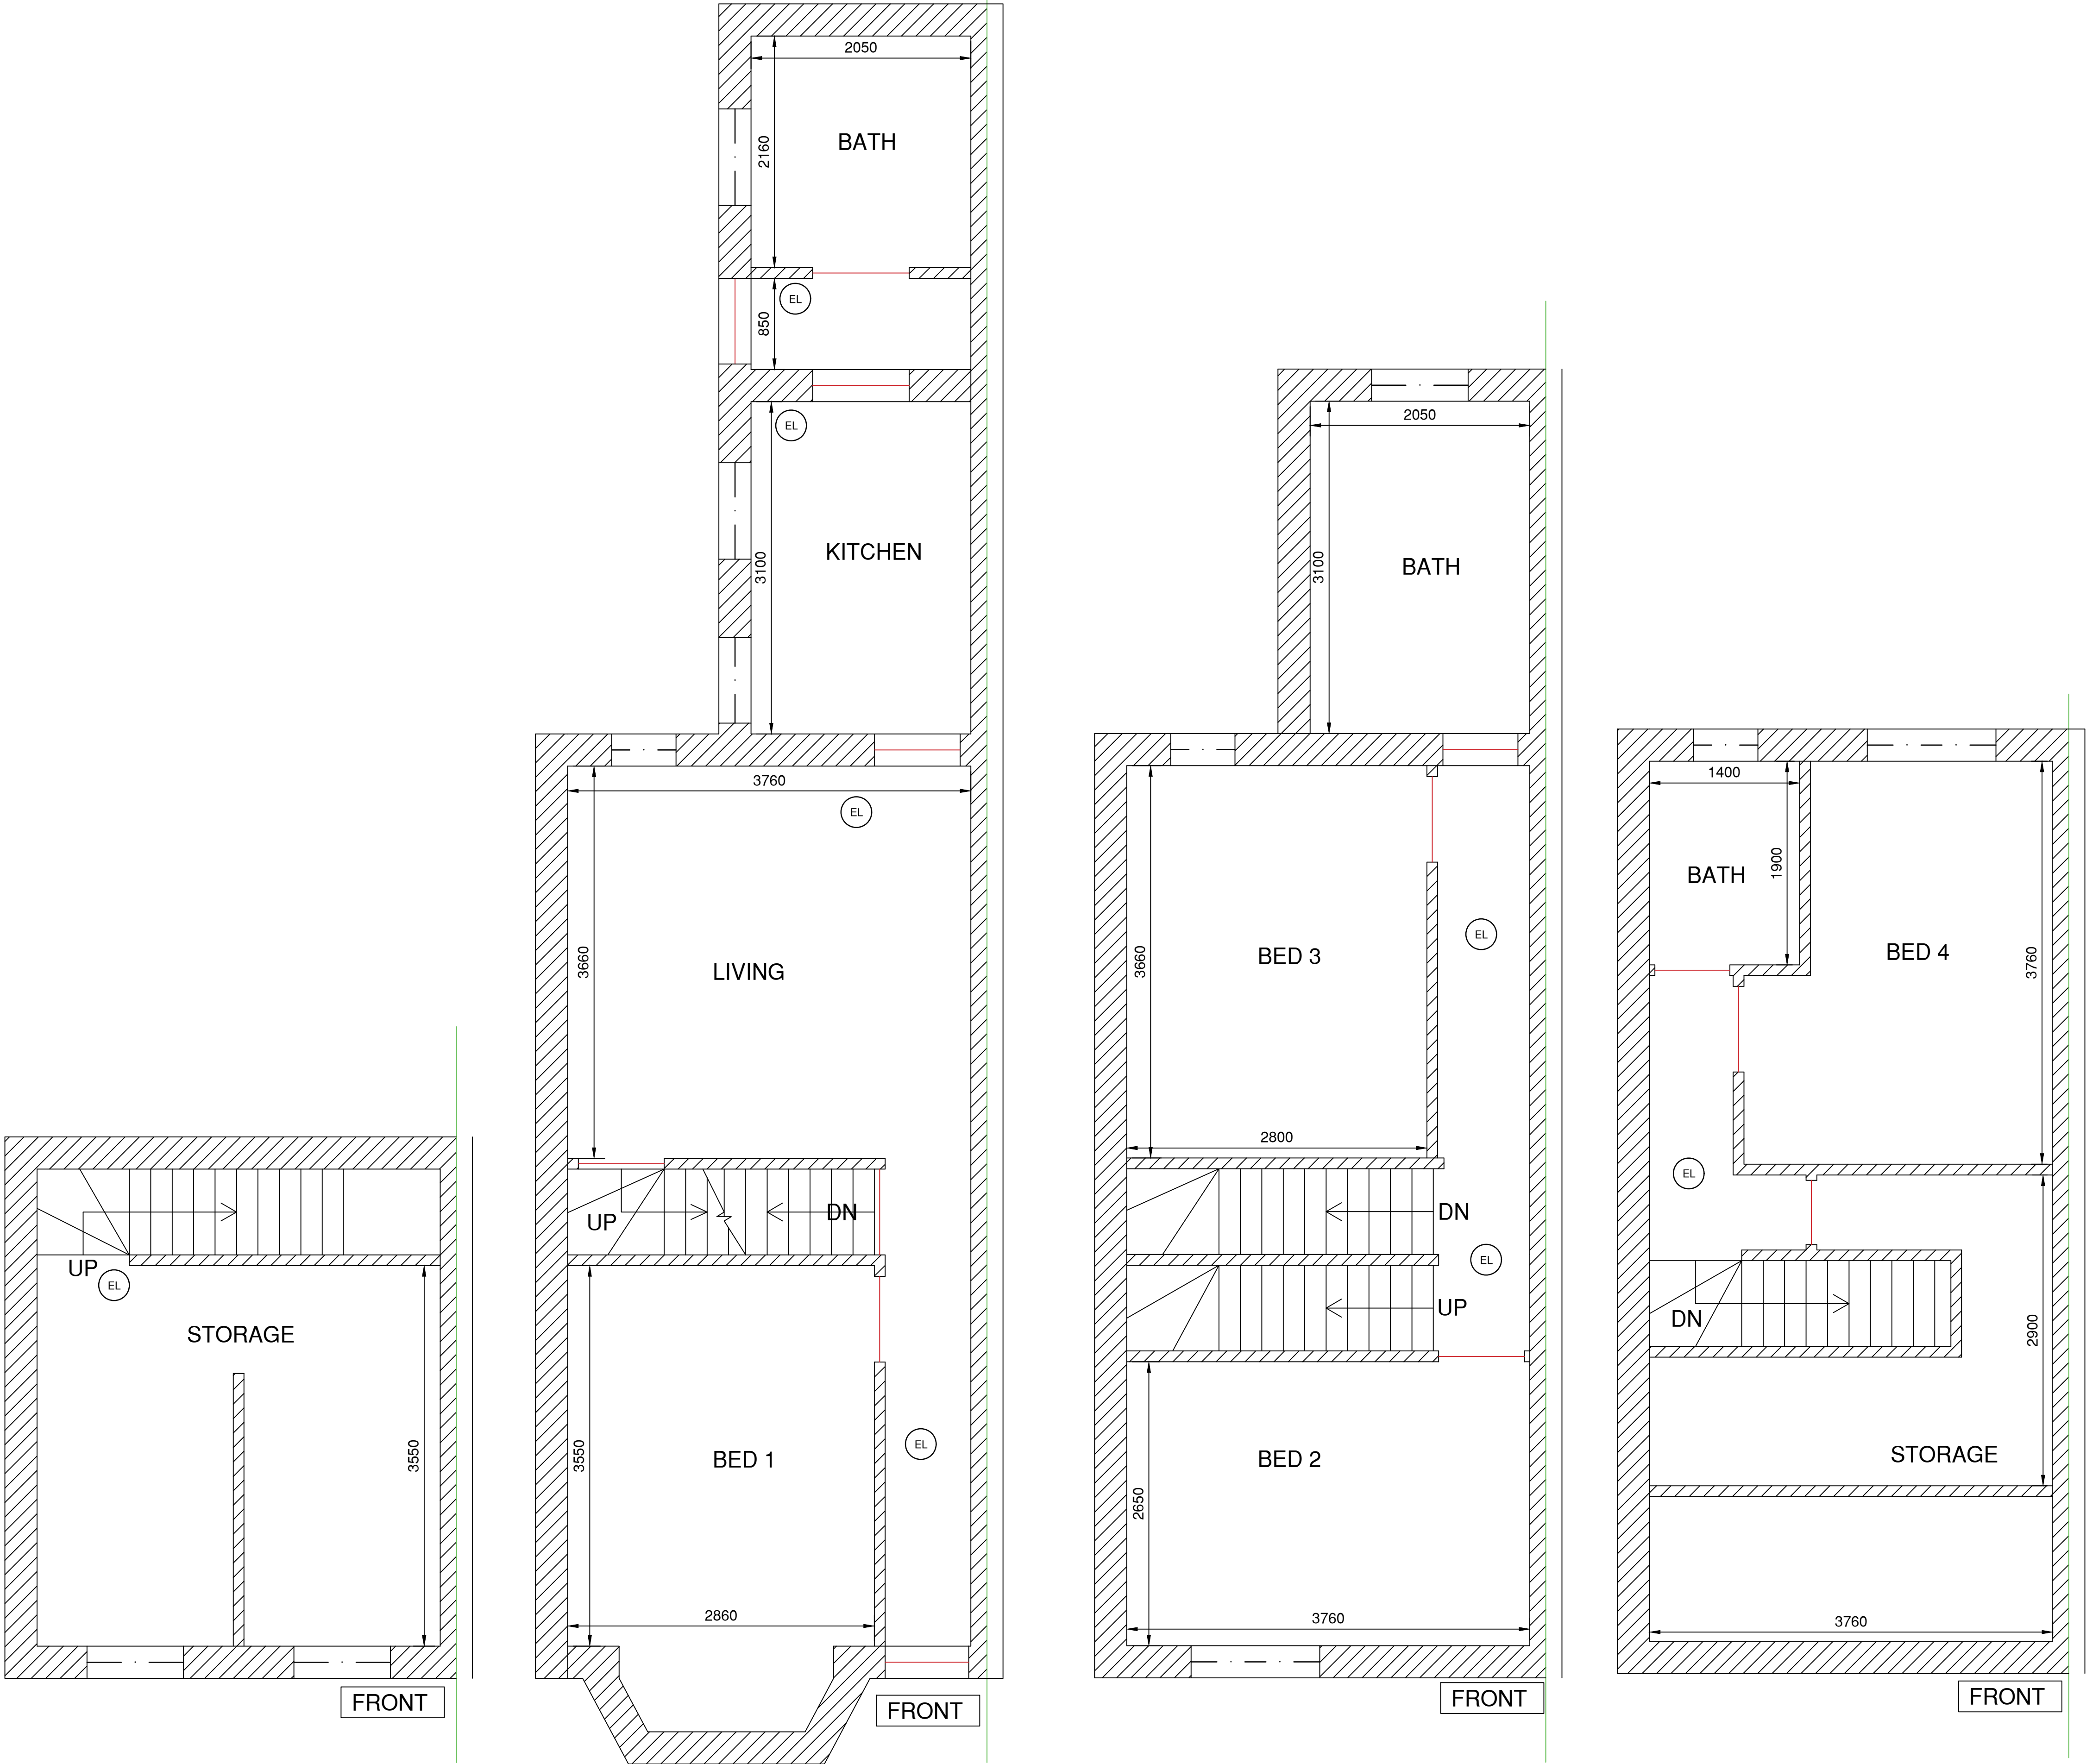 UP
EL
STORAGE
3550
FRONT
2050
2160
BATH
EL
850
EL
KITCHEN
3100
3760
EL
3660
LIVING
UP
DN
3550
BED 1
EL
2860
FRONT
2050
3100
BATH
3660
BED 3
EL
2800
DN
EL
UP
2650
BED 2
3760
FRONT
1400
1900
BATH
BED 4
3760
EL
DN
2900
STORAGE
3760
FRONT